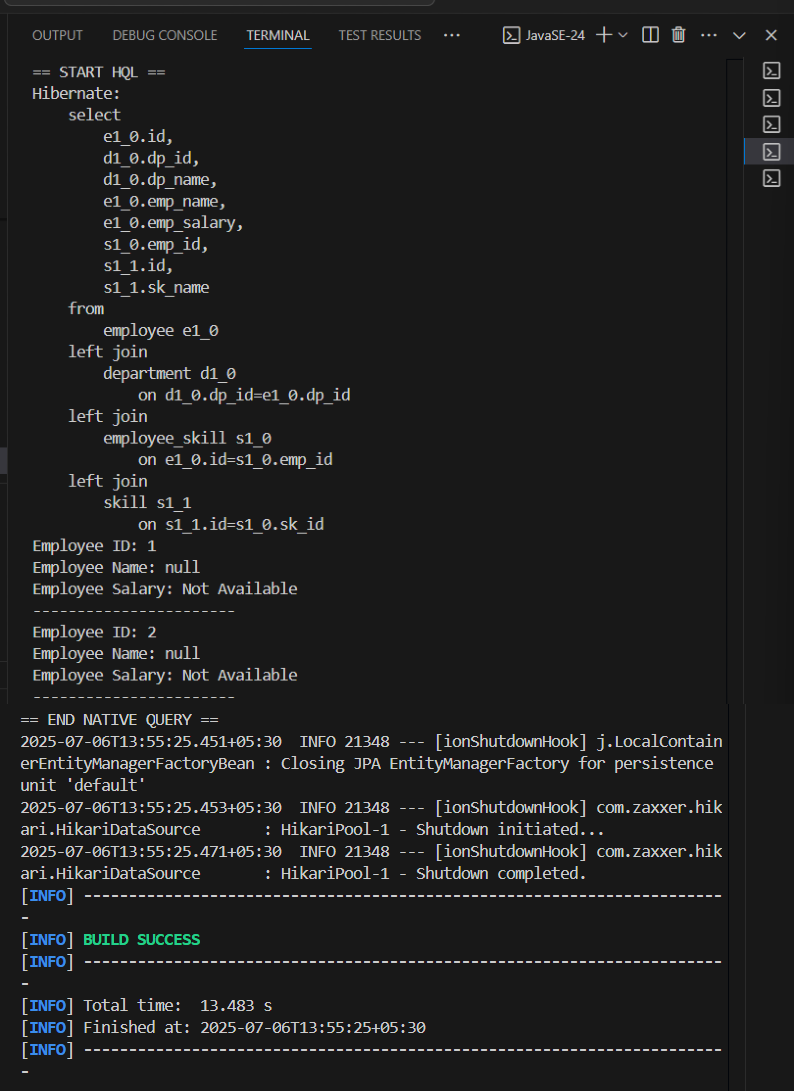 OUTPUT DEBUG CONSOLE TERMINAL TEST RESULTS ... JavaSE-24
== START HQL ==
Hibernate:
    select
        e1_0.id,
        d1_0.dp_id,
        d1_0.dp_name,
        e1_0.emp_name,
        e1_0.emp_salary,
        s1_0.emp_id,
        s1_1.id,
        s1_1.sk_name
    from
        employee e1_0
    left join
        department d1_0
            on d1_0.dp_id=e1_0.dp_id
    left join
        employee_skill s1_0
            on e1_0.id=s1_0.emp_id
    left join
        skill s1_1
            on s1_1.id=s1_0.sk_id
Employee ID: 1
Employee Name: null
Employee Salary: Not Available
-----------------------
Employee ID: 2
Employee Name: null
Employee Salary: Not Available
-----------------------
== END NATIVE QUERY ==
2025-07-06T13:55:25.451+05:30  INFO 21348 --- [ionShutdownHook] j.LocalContain
erEntityManagerFactoryBean : Closing JPA EntityManagerFactory for persistence
unit 'default'
2025-07-06T13:55:25.453+05:30  INFO 21348 --- [ionShutdownHook] com.zaxxer.hik
ari.HikariDataSource       : HikariPool-1 - Shutdown initiated...
2025-07-06T13:55:25.471+05:30  INFO 21348 --- [ionShutdownHook] com.zaxxer.hik
ari.HikariDataSource       : HikariPool-1 - Shutdown completed.
[INFO] -----------------------------------------------------------------------
-
[INFO] BUILD SUCCESS
[INFO] -----------------------------------------------------------------------
-
[INFO] Total time:  13.483 s
[INFO] Finished at: 2025-07-06T13:55:25+05:30
[INFO] -----------------------------------------------------------------------
-